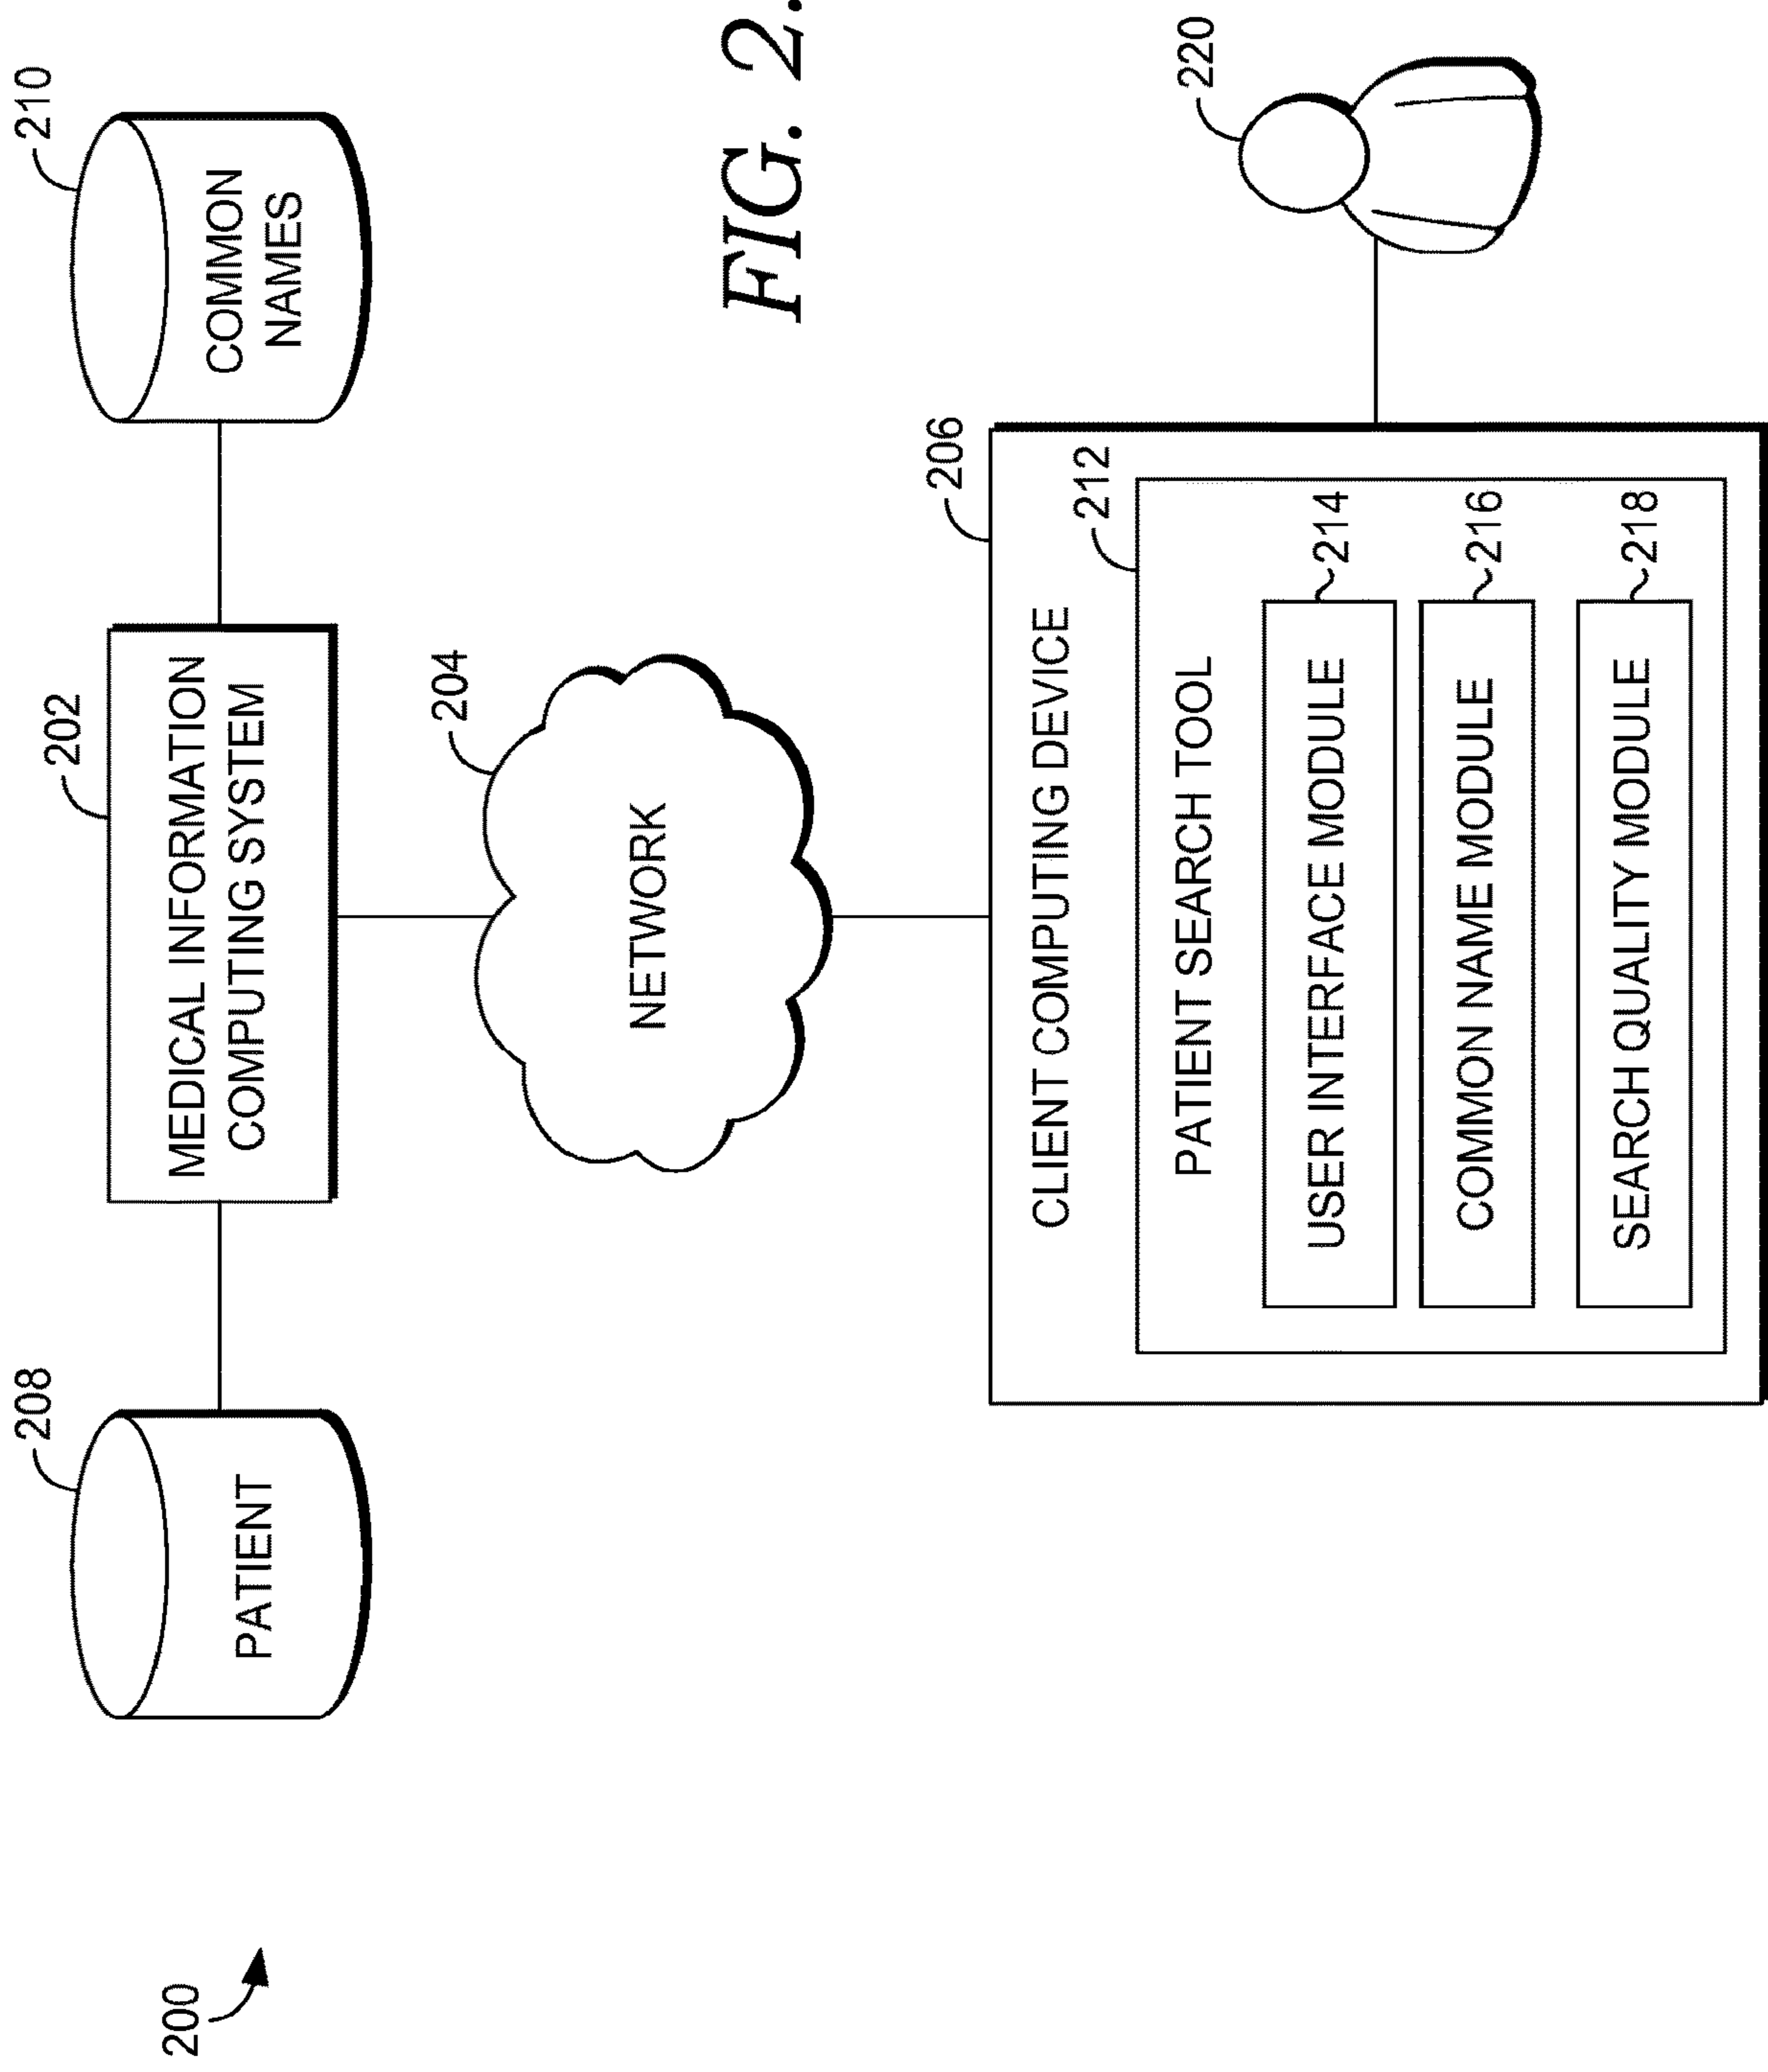 200
208
202
210
PATIENT
MEDICAL INFORMATION
COMPUTING SYSTEM
COMMON
NAMES
204
NETWORK
FIG. 2.
206
CLIENT COMPUTING DEVICE
212
PATIENT SEARCH TOOL
USER INTERFACE MODULE
214
COMMON NAME MODULE
216
SEARCH QUALITY MODULE
218
220